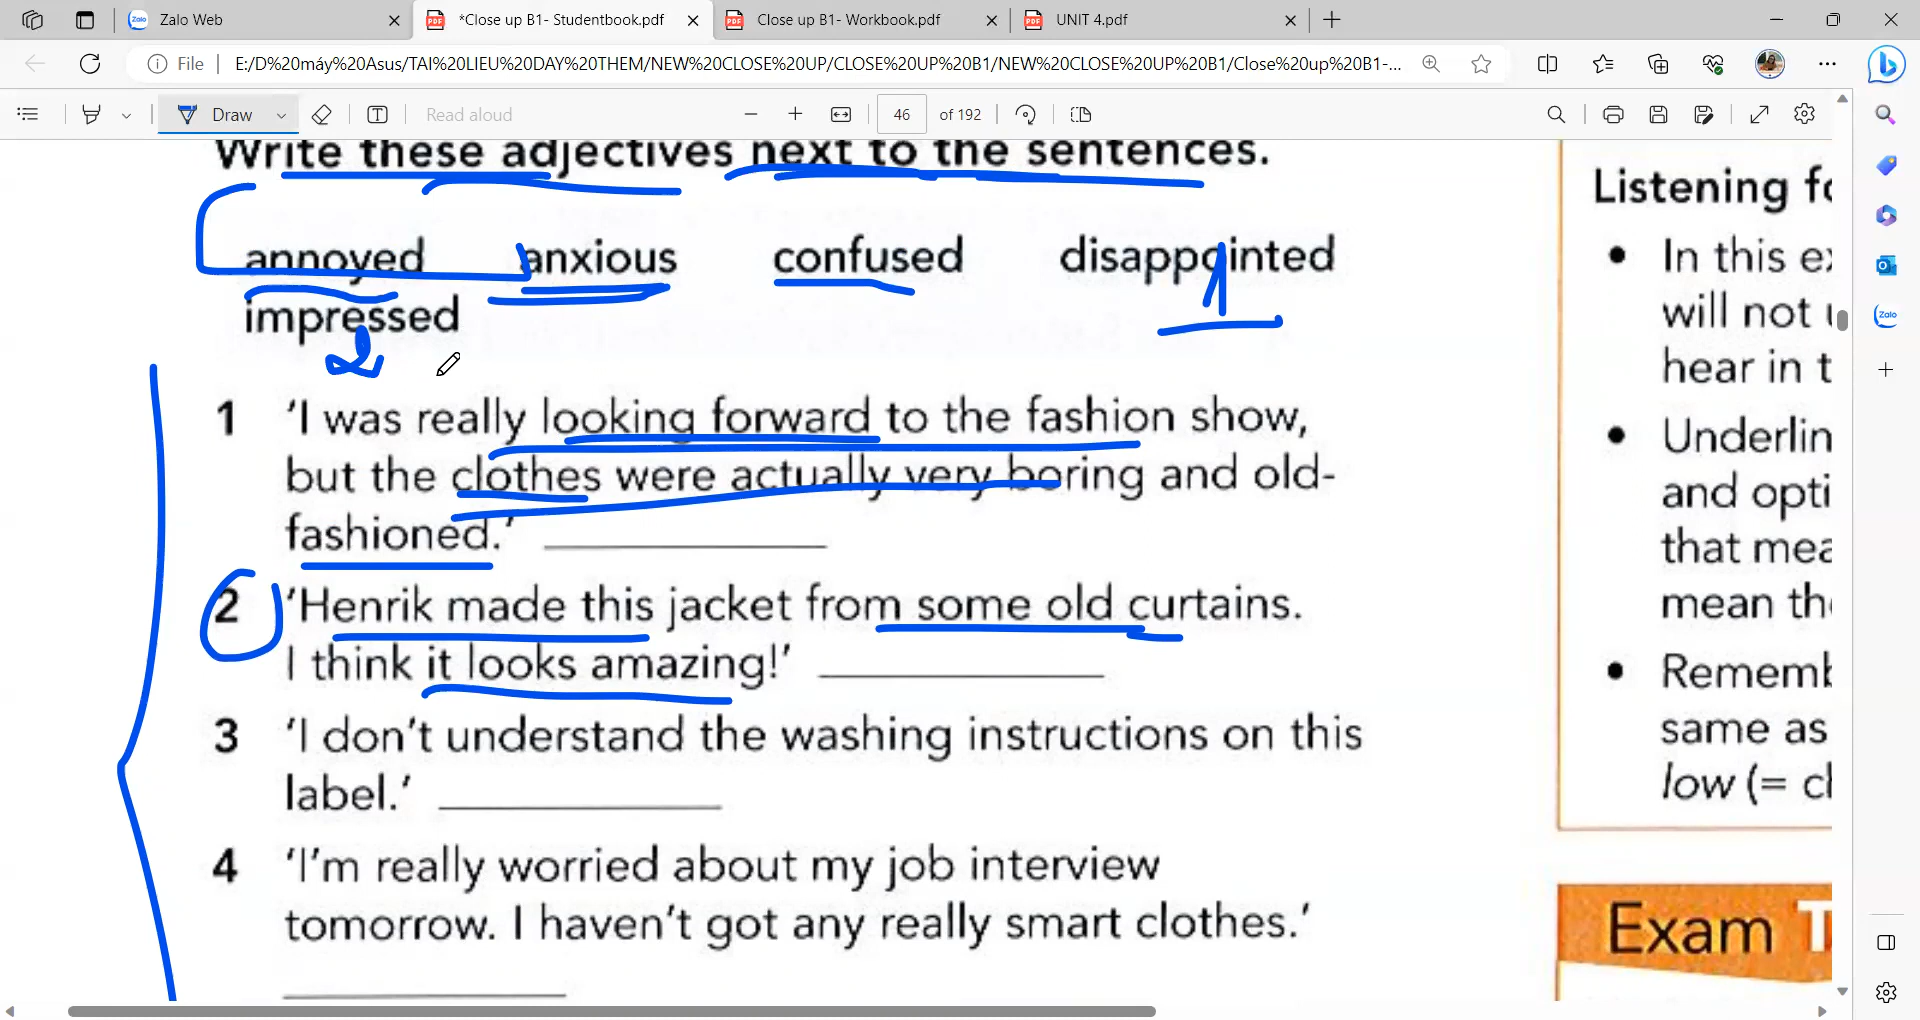 Zalo Web
*Close up B1- Studentbook.pdf
Close up B1- Workbook.pdf
UNIT 4.pdf
File
E:/D%20máy%20Asus/TAI%20LIEU%20DAY%20THEM/NEW%20CLOSE%20UP/CLOSE%20UP%20B1/NEW%20CLOSE%20UP%20B1/Close%20up%20B1-...
Draw
Read aloud
46 of 192
Write these adjectives next to the sentences.
annoyed anxious confused disappointed
impressed
1
2
1 ‘I was really looking forward to the fashion show,
but the clothes were actually very boring and old-
fashioned.’
2 ‘Henrik made this jacket from some old curtains.
I think it looks amazing!’
3 ‘I don’t understand the washing instructions on this
label.’
4 ‘I’m really worried about my job interview
tomorrow. I haven’t got any really smart clothes.’
Listening fo
• In this ex
will not u
hear in t
• Underlin
and opti
that mea
mean th
• Rememb
same as
low (= cl
Exam T